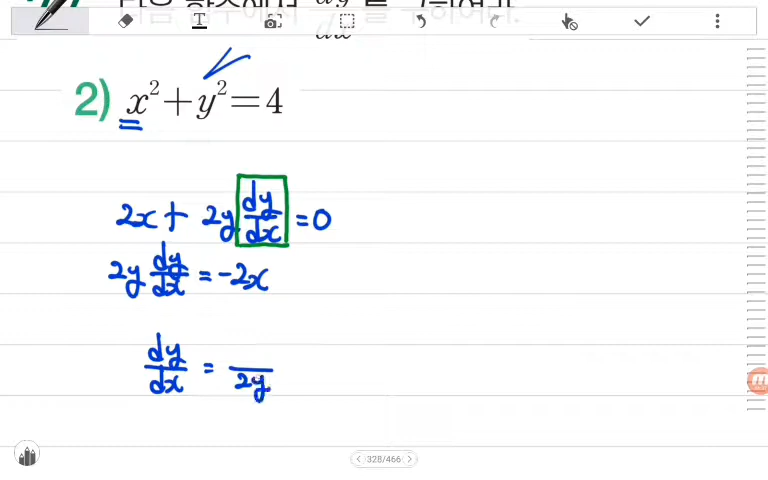 2) x²+y²=4
2x + 2y dy/dx = 0
2y dy/dx = -2x
dy/dx = /2y
328/466